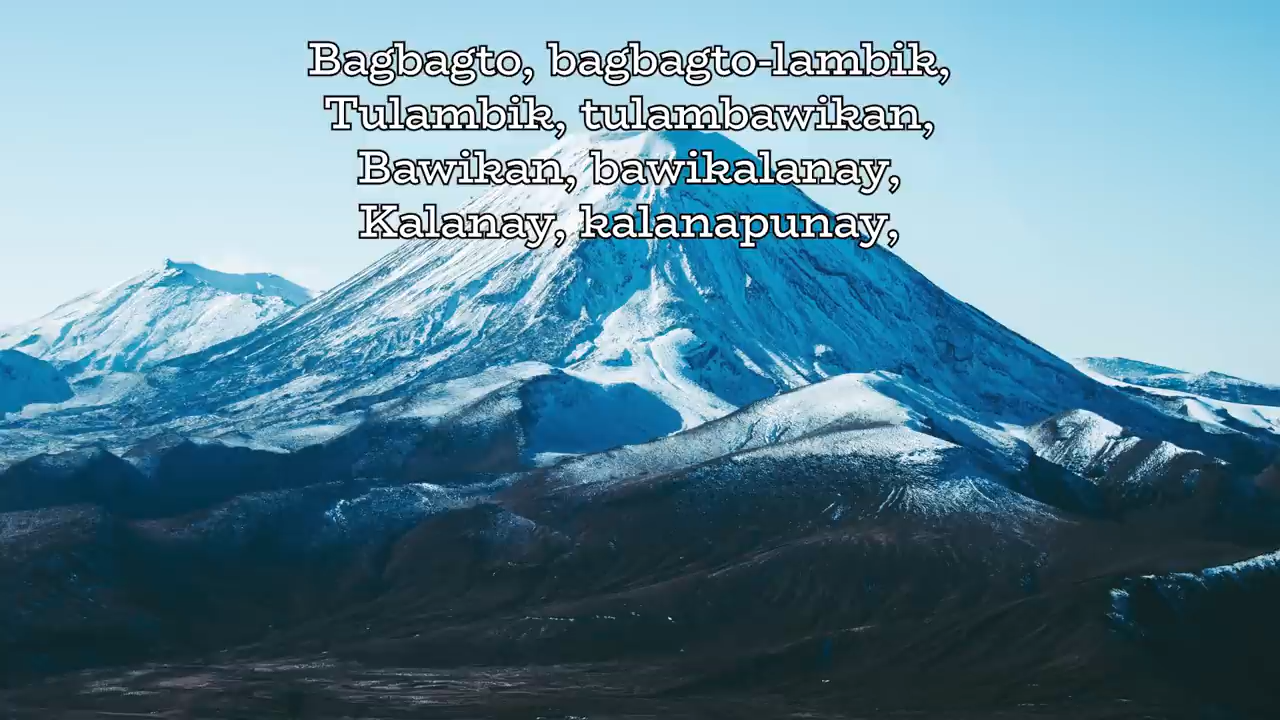 Bagbagto, bagbagto-lambik,
Tulambik, tulambawikan,
Bawikan, bawikalanay,
Kalanay, kalanapunay,